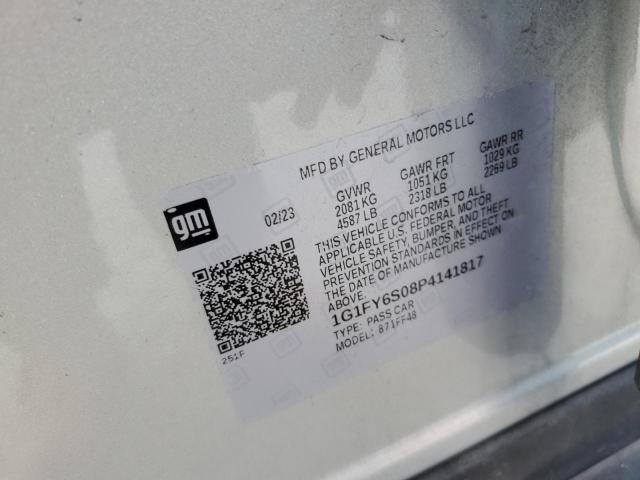 MFD BY GENERAL MOTORS LLC
gm
02/23
GVWR GAWR FRT GAWR RR
2081 KG 1051 KG 1029 KG
4587 LB 2318 LB 2269 LB
THIS VEHICLE CONFORMS TO ALL
APPLICABLE U.S. FEDERAL MOTOR
VEHICLE SAFETY, BUMPER, AND THEFT
PREVENTION STANDARDS IN EFFECT ON
THE DATE OF MANUFACTURE SHOWN
ABOVE.
1G1FY6S08P4141817
TYPE: PASS CAR
MODEL: 871FF48
251F